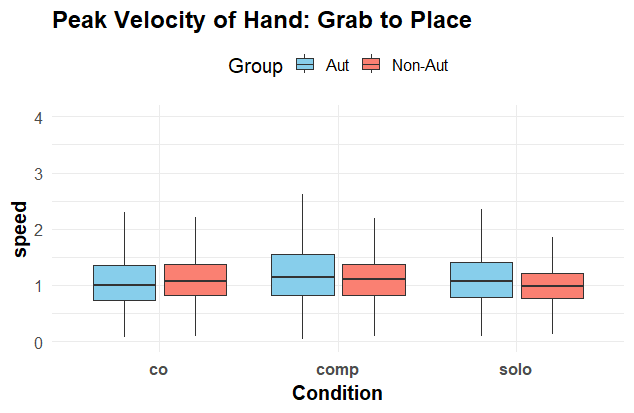 Peak Velocity of Hand: Grab to Place
Group Aut Non-Aut
4
3
2
1
0
speed
co comp solo
Condition